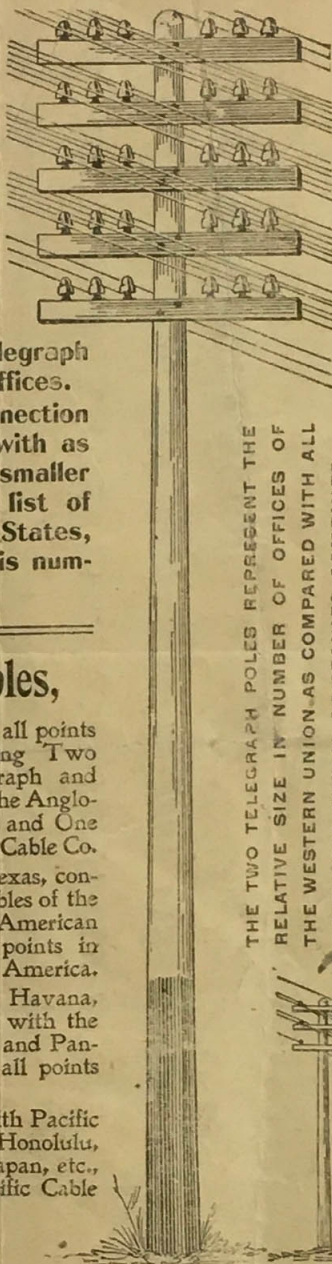 legraph
ffices.
nection
with as
smaller
list of
States,
is num-
les,
all points
ng Two
raph and
he Anglo-
and One
Cable Co.
exas, con-
les of the
American
points in
America.
Havana,
with the
and Pan-
all points
th Pacific
Honolulu,
apan, etc.,
ific Cable
THE TWO TELEGRAPH POLES REPRESENT THE
RELATIVE SIZE IN NUMBER OF OFFICES OF
THE WESTERN UNION AS COMPARED WITH ALL